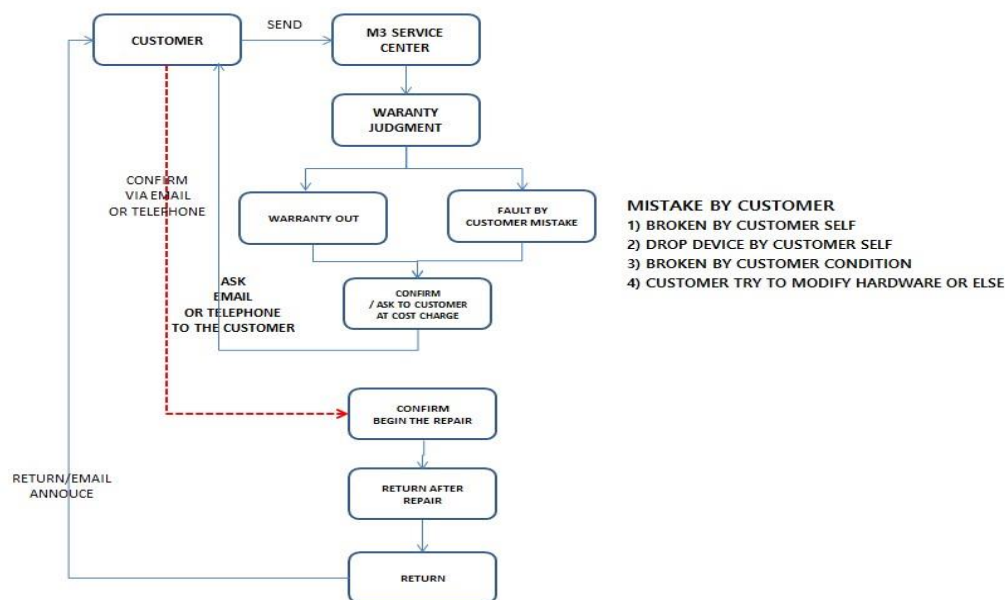 SEND
CUSTOMER
M3 SERVICE
CENTER
WARANTY
JUDGMENT
CONFIRM
VIA EMAIL
OR TELEPHONE
WARRANTY OUT
FAULT BY
CUSTOMER MISTAKE
MISTAKE BY CUSTOMER
1) BROKEN BY CUSTOMER SELF
2) DROP DEVICE BY CUSTOMER SELF
3) BROKEN BY CUSTOMER CONDITION
4) CUSTOMER TRY TO MODIFY HARDWARE OR ELSE
ASK
EMAIL
OR TELEPHONE
TO THE CUSTOMER
CONFIRM
/ ASK TO CUSTOMER
AT COST CHARGE
CONFIRM
BEGIN THE REPAIR
RETURN/EMAIL
ANNOUCE
RETURN AFTER
REPAIR
RETURN